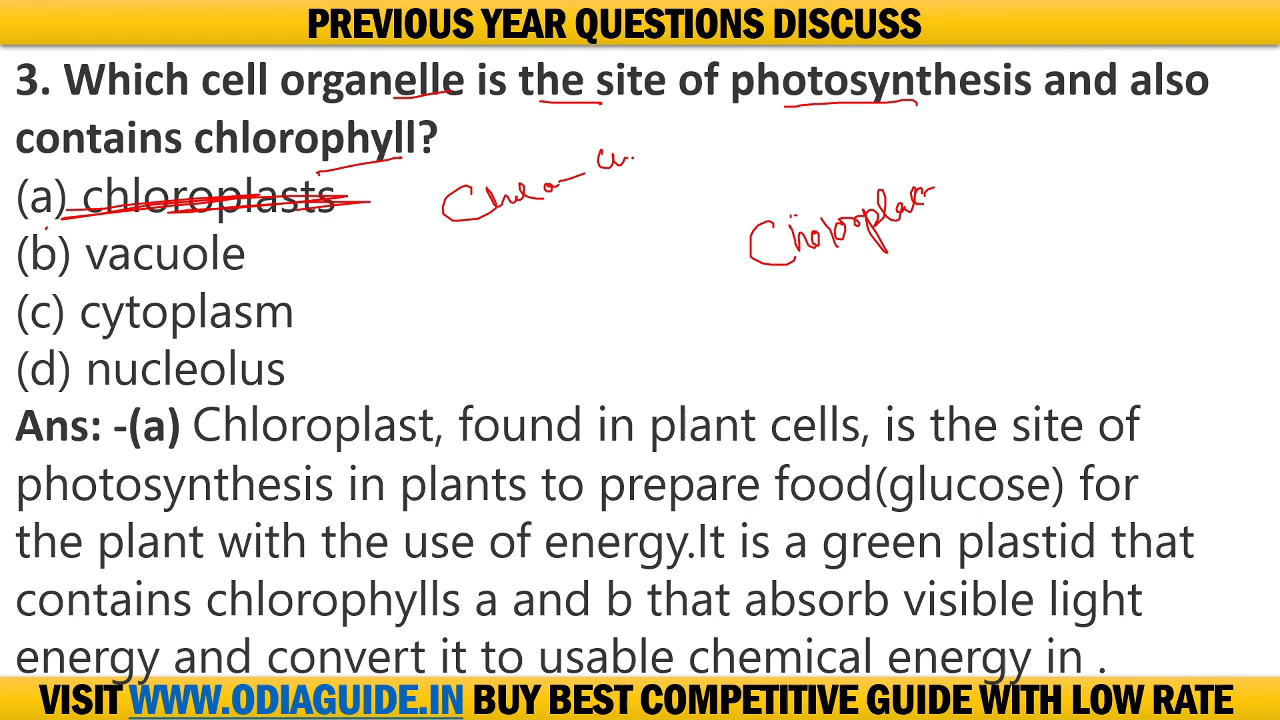 PREVIOUS YEAR QUESTIONS DISCUSS
3. Which cell organelle is the site of photosynthesis and also
contains chlorophyll?
(a) chloroplasts
(b) vacuole
(c) cytoplasm
(d) nucleolus
Ans: -(a) Chloroplast, found in plant cells, is the site of
photosynthesis in plants to prepare food(glucose) for
the plant with the use of energy.It is a green plastid that
contains chlorophylls a and b that absorb visible light
energy and convert it to usable chemical energy in .
VISIT WWW.ODIAGUIDE.IN BUY BEST COMPETITIVE GUIDE WITH LOW RATE